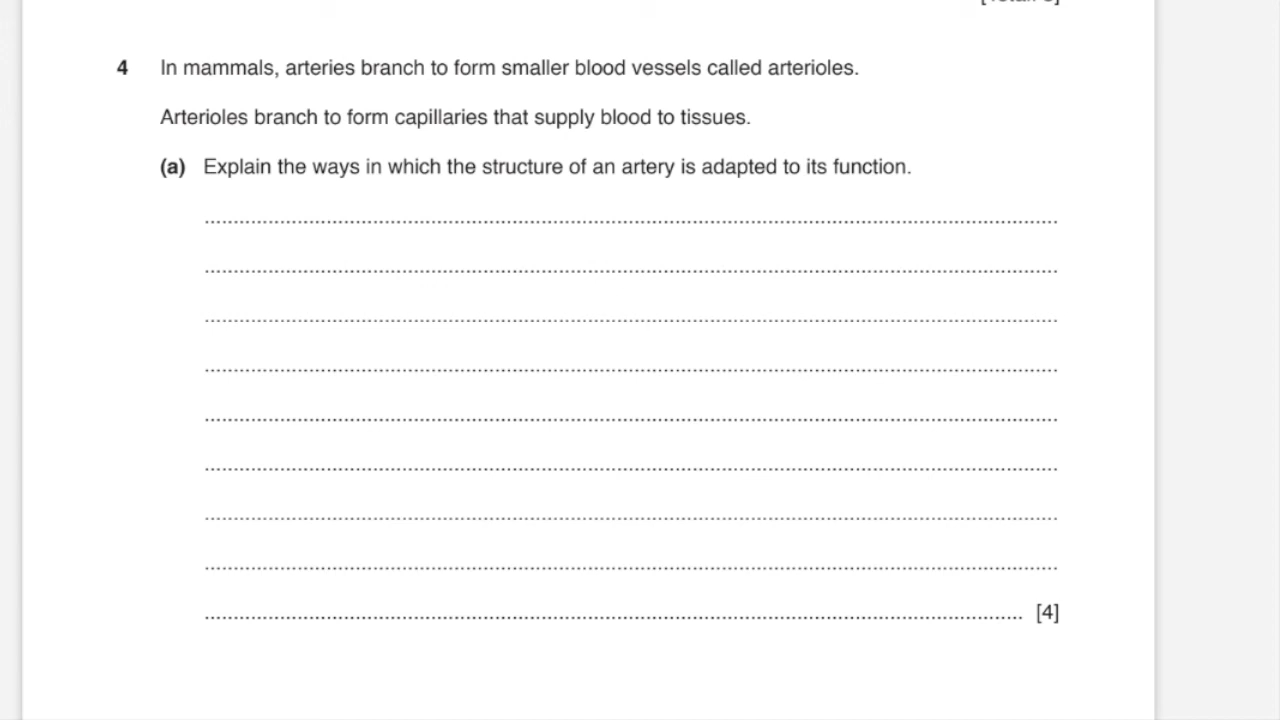 4 In mammals, arteries branch to form smaller blood vessels called arterioles.
Arterioles branch to form capillaries that supply blood to tissues.
(a) Explain the ways in which the structure of an artery is adapted to its function.
[4]